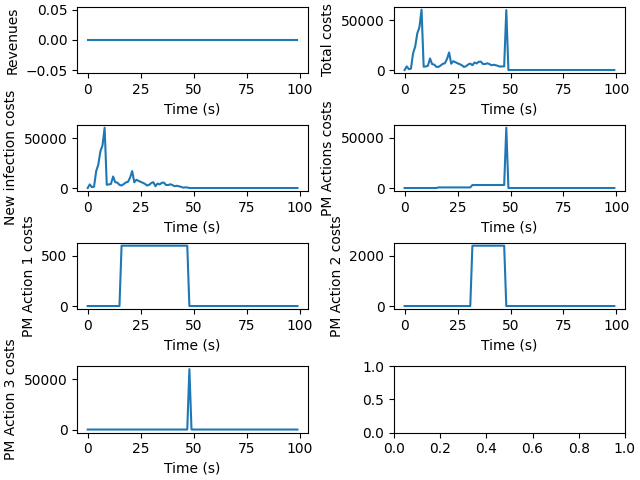 Revenues
0.05
0.00
−0.05
0 25 50 75 100
Time (s)
Total costs
50000
0
0 25 50 75 100
Time (s)
New infection costs
50000
0
0 25 50 75 100
Time (s)
PM Actions costs
50000
0
0 25 50 75 100
Time (s)
PM Action 1 costs
500
0
0 25 50 75 100
Time (s)
PM Action 2 costs
2000
0
0 25 50 75 100
Time (s)
PM Action 3 costs
50000
0
0 25 50 75 100
Time (s)
1.0
0.5
0.0
0.0 0.2 0.4 0.6 0.8 1.0